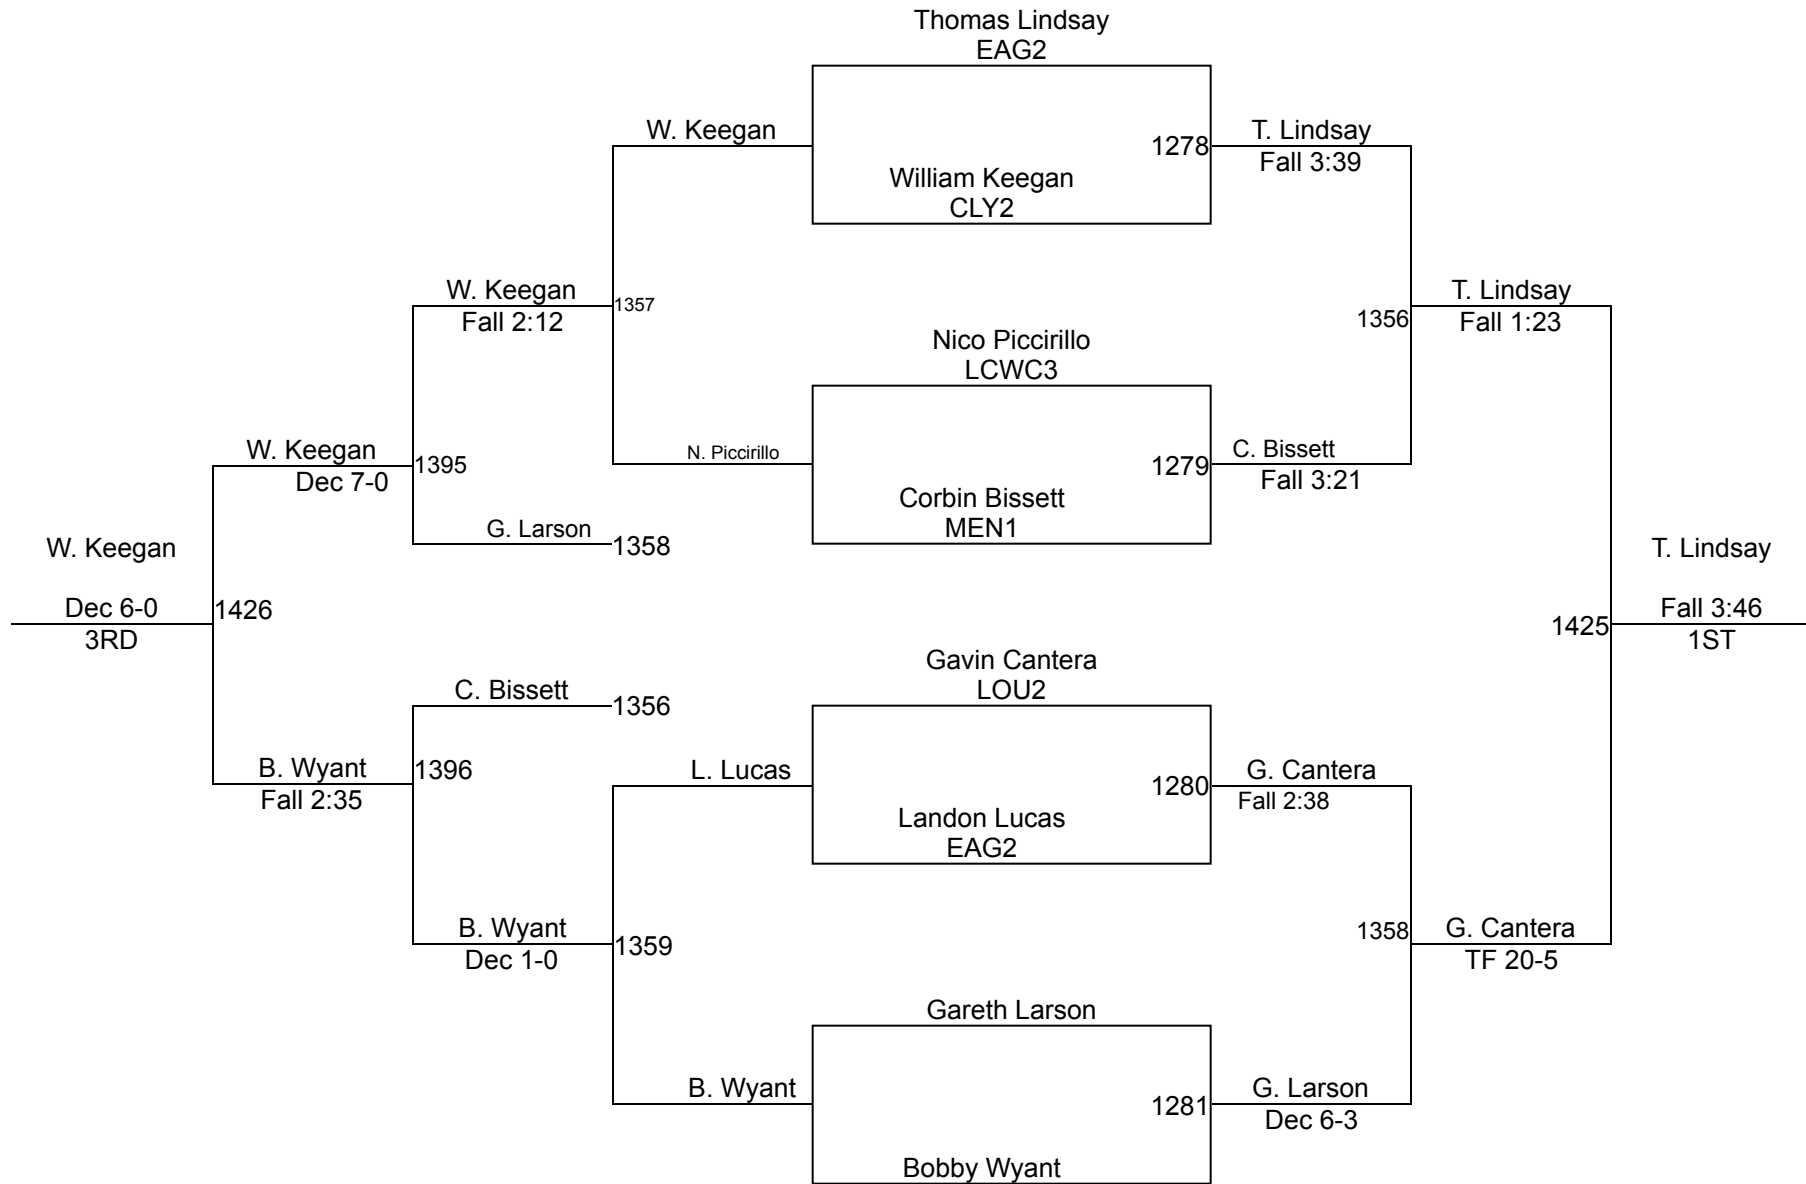 Thomas Lindsay
EAG2
W. Keegan
1278
T. Lindsay
Fall 3:39
William Keegan
CLY2
W. Keegan
Fall 2:12
1357
1356
T. Lindsay
Fall 1:23
Nico Piccirillo
LCWC3
W. Keegan
Dec 7-0
1395
N. Piccirillo
1279
C. Bissett
Fall 3:21
Corbin Bissett
MEN1
G. Larson
1358
W. Keegan
Dec 6-0
3RD
1426
1425
T. Lindsay
Fall 3:46
1ST
Gavin Cantera
LOU2
C. Bissett
1356
B. Wyant
Fall 2:35
1396
L. Lucas
1280
G. Cantera
Fall 2:38
Landon Lucas
EAG2
B. Wyant
Dec 1-0
1359
1358
G. Cantera
TF 20-5
Gareth Larson
B. Wyant
1281
G. Larson
Dec 6-3
Bobby Wyant